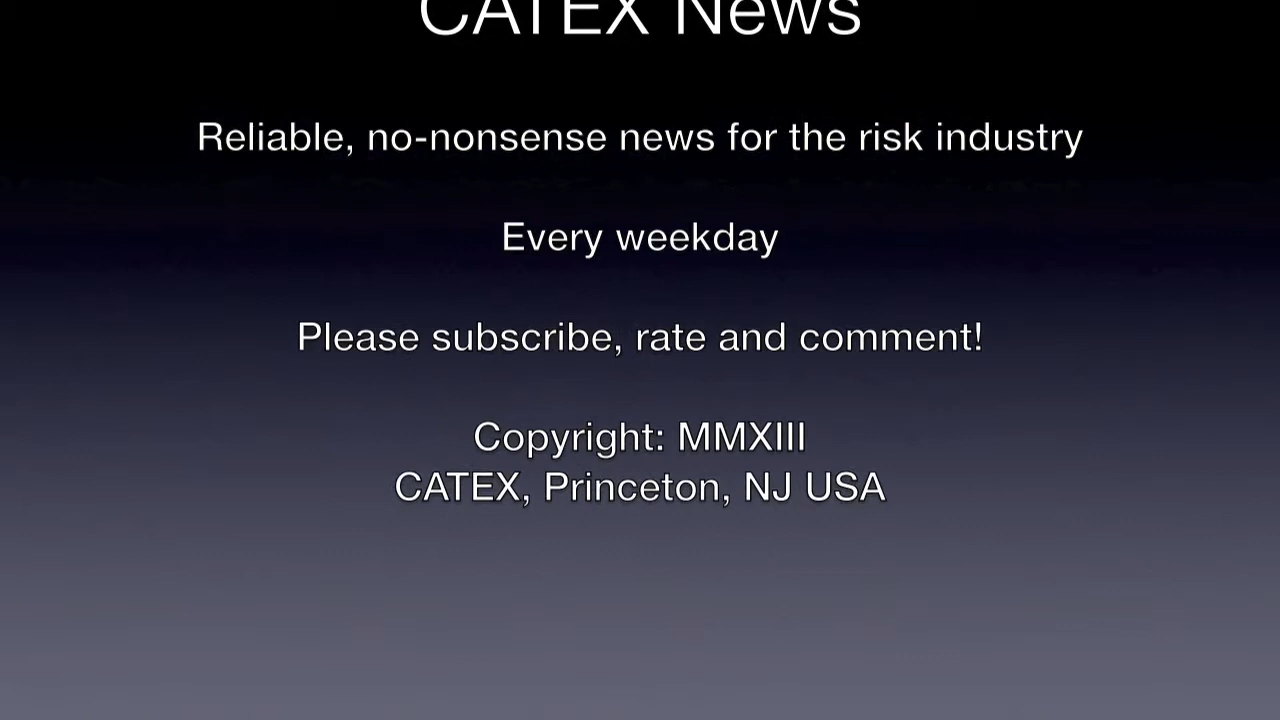 CATEX News
Reliable, no-nonsense news for the risk industry
Every weekday
Please subscribe, rate and comment!
Copyright: MMXIII
CATEX, Princeton, NJ USA